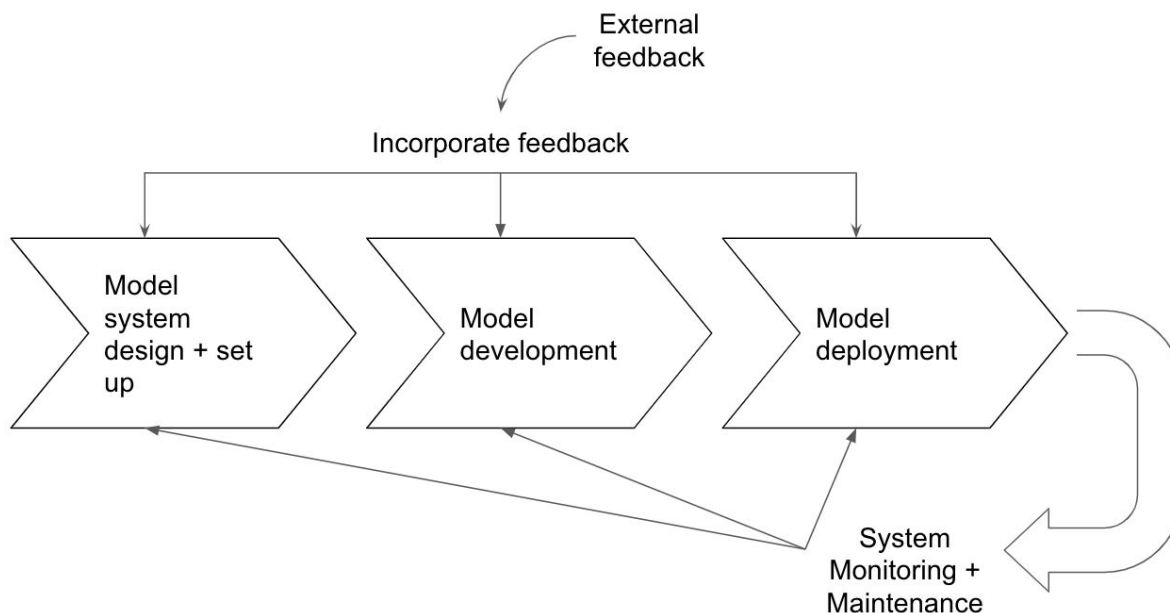 External
feedback
Incorporate feedback
Model
system
design + set
up
Model
development
Model
deployment
System
Monitoring +
Maintenance